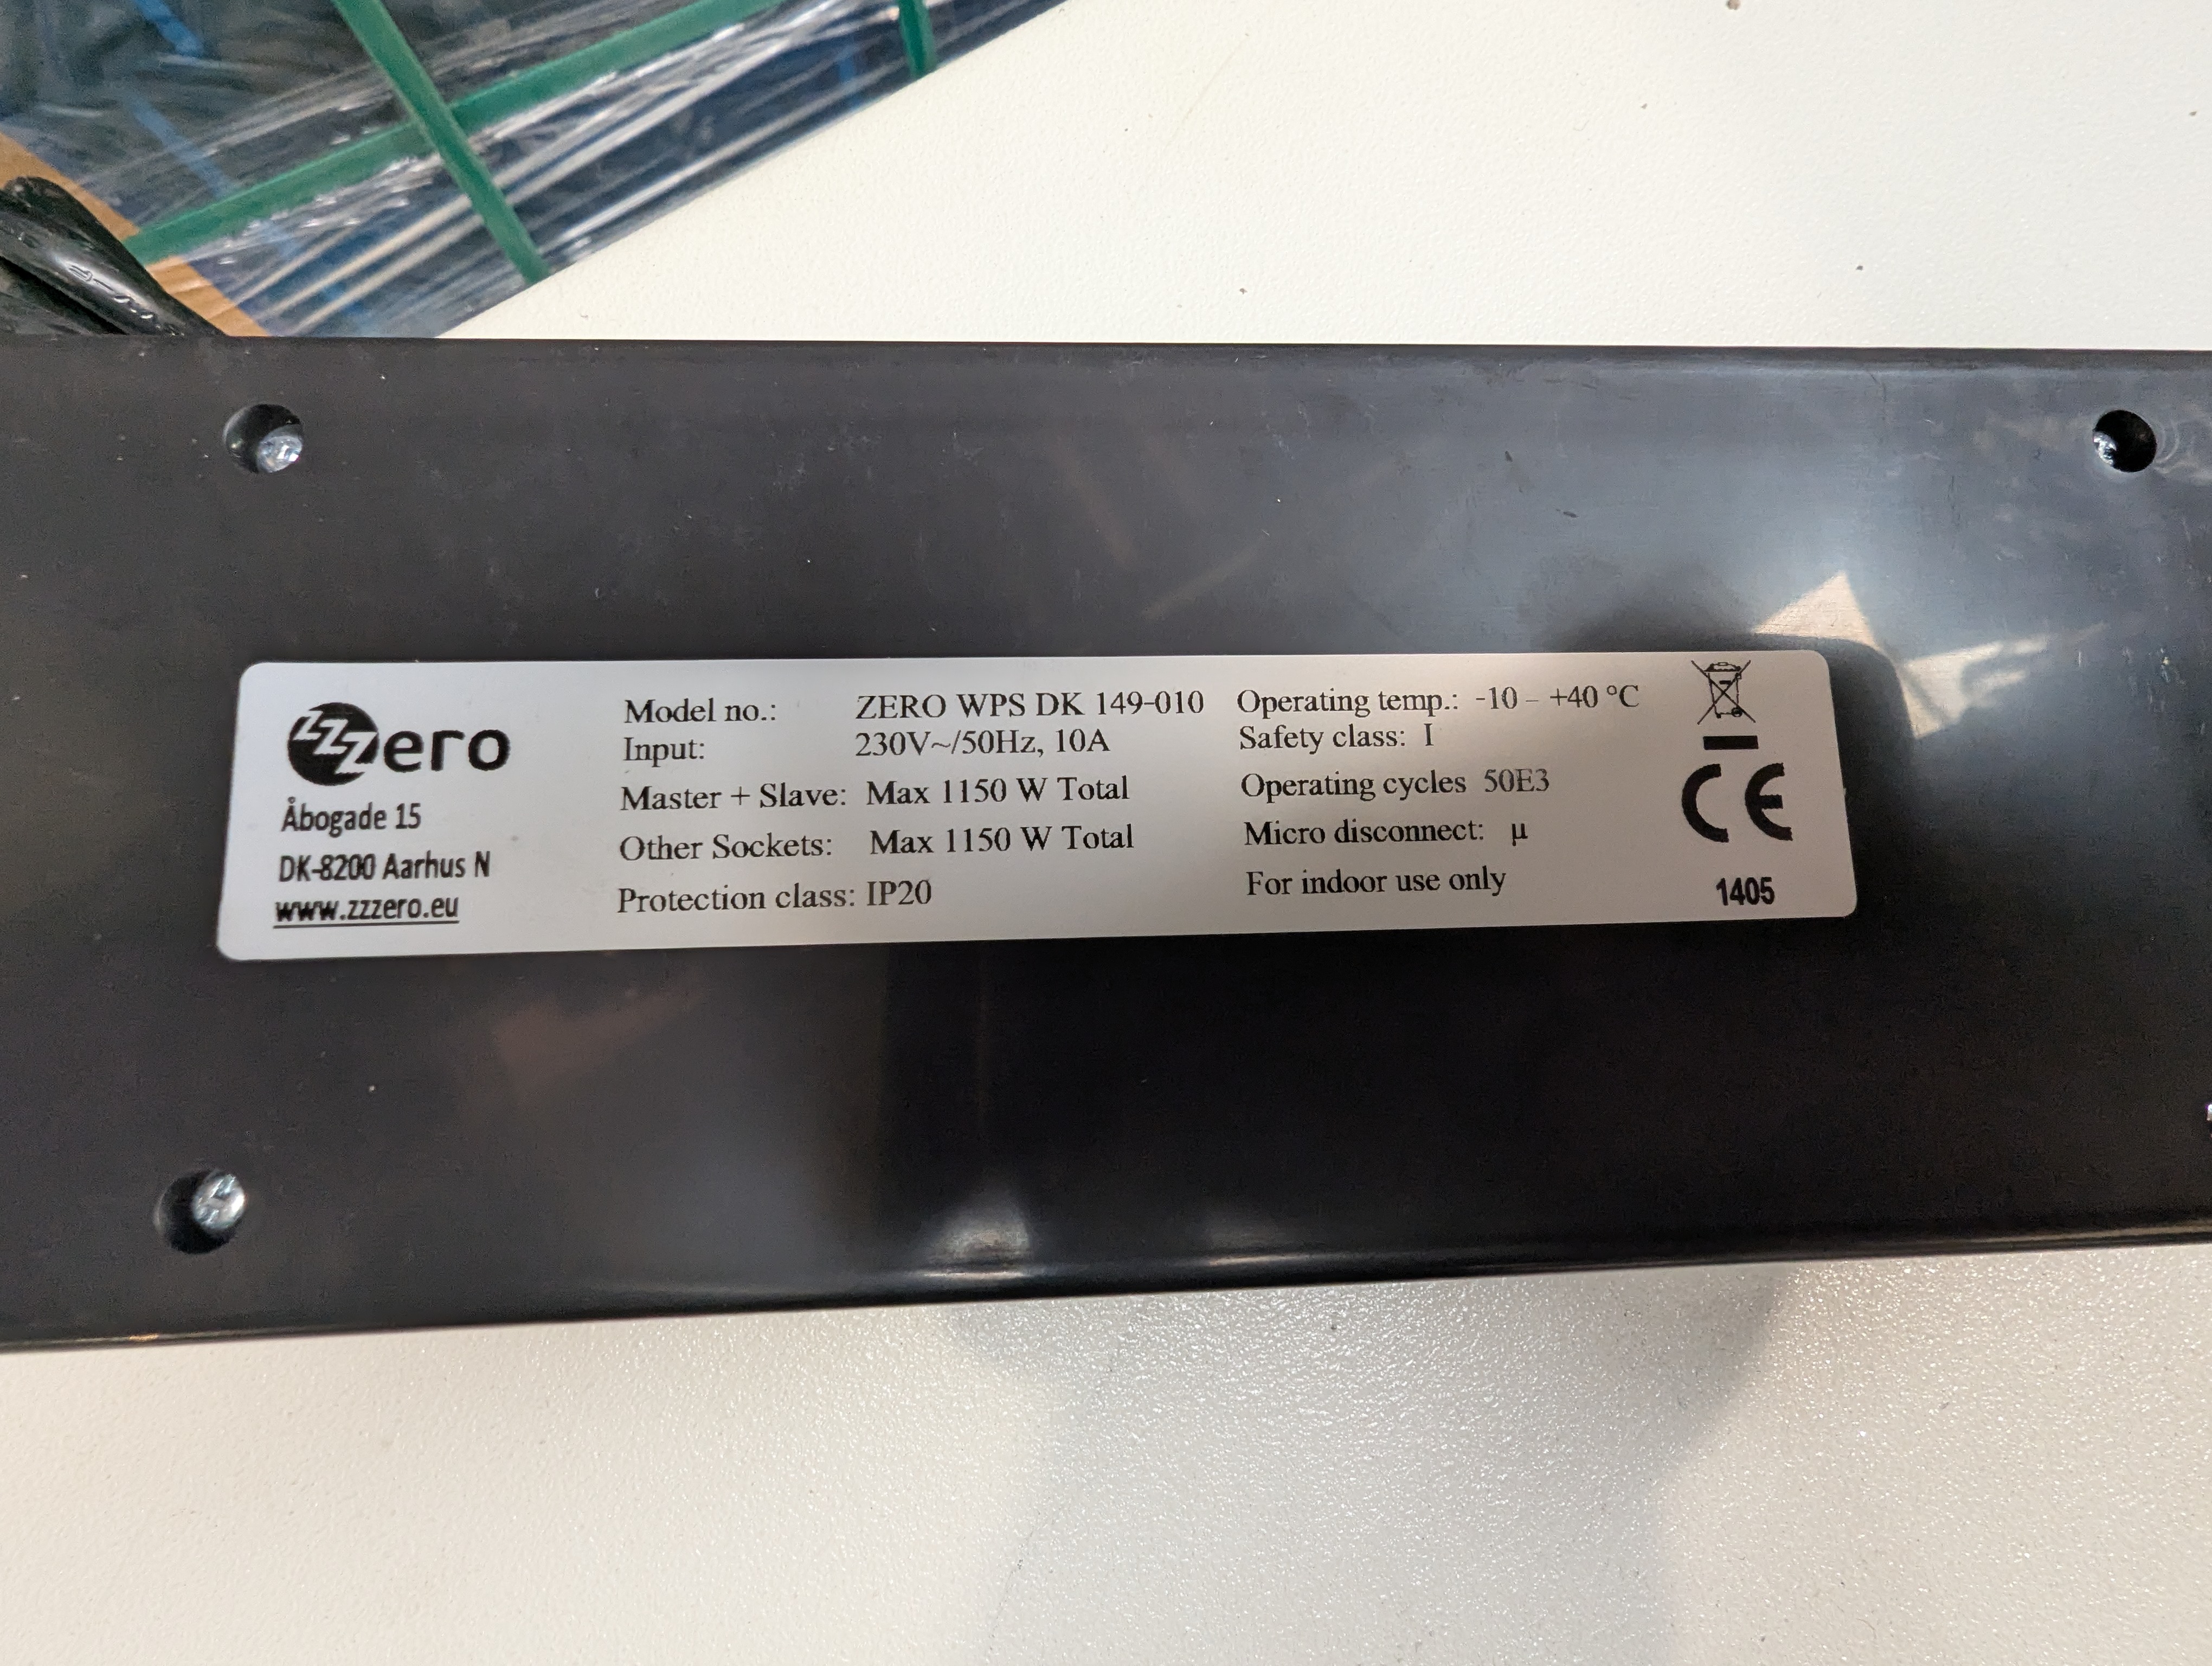 zzzero
Åbogade 15
DK-8200 Aarhus N
www.zzzero.eu
Model no.: ZERO WPS DK 149-010
Input: 230V~/50Hz, 10A
Master + Slave: Max 1150 W Total
Other Sockets: Max 1150 W Total
Protection class: IP20
Operating temp.: -10 – +40 °C
Safety class: I
Operating cycles 50E3
Micro disconnect: µ
For indoor use only
CE
1405